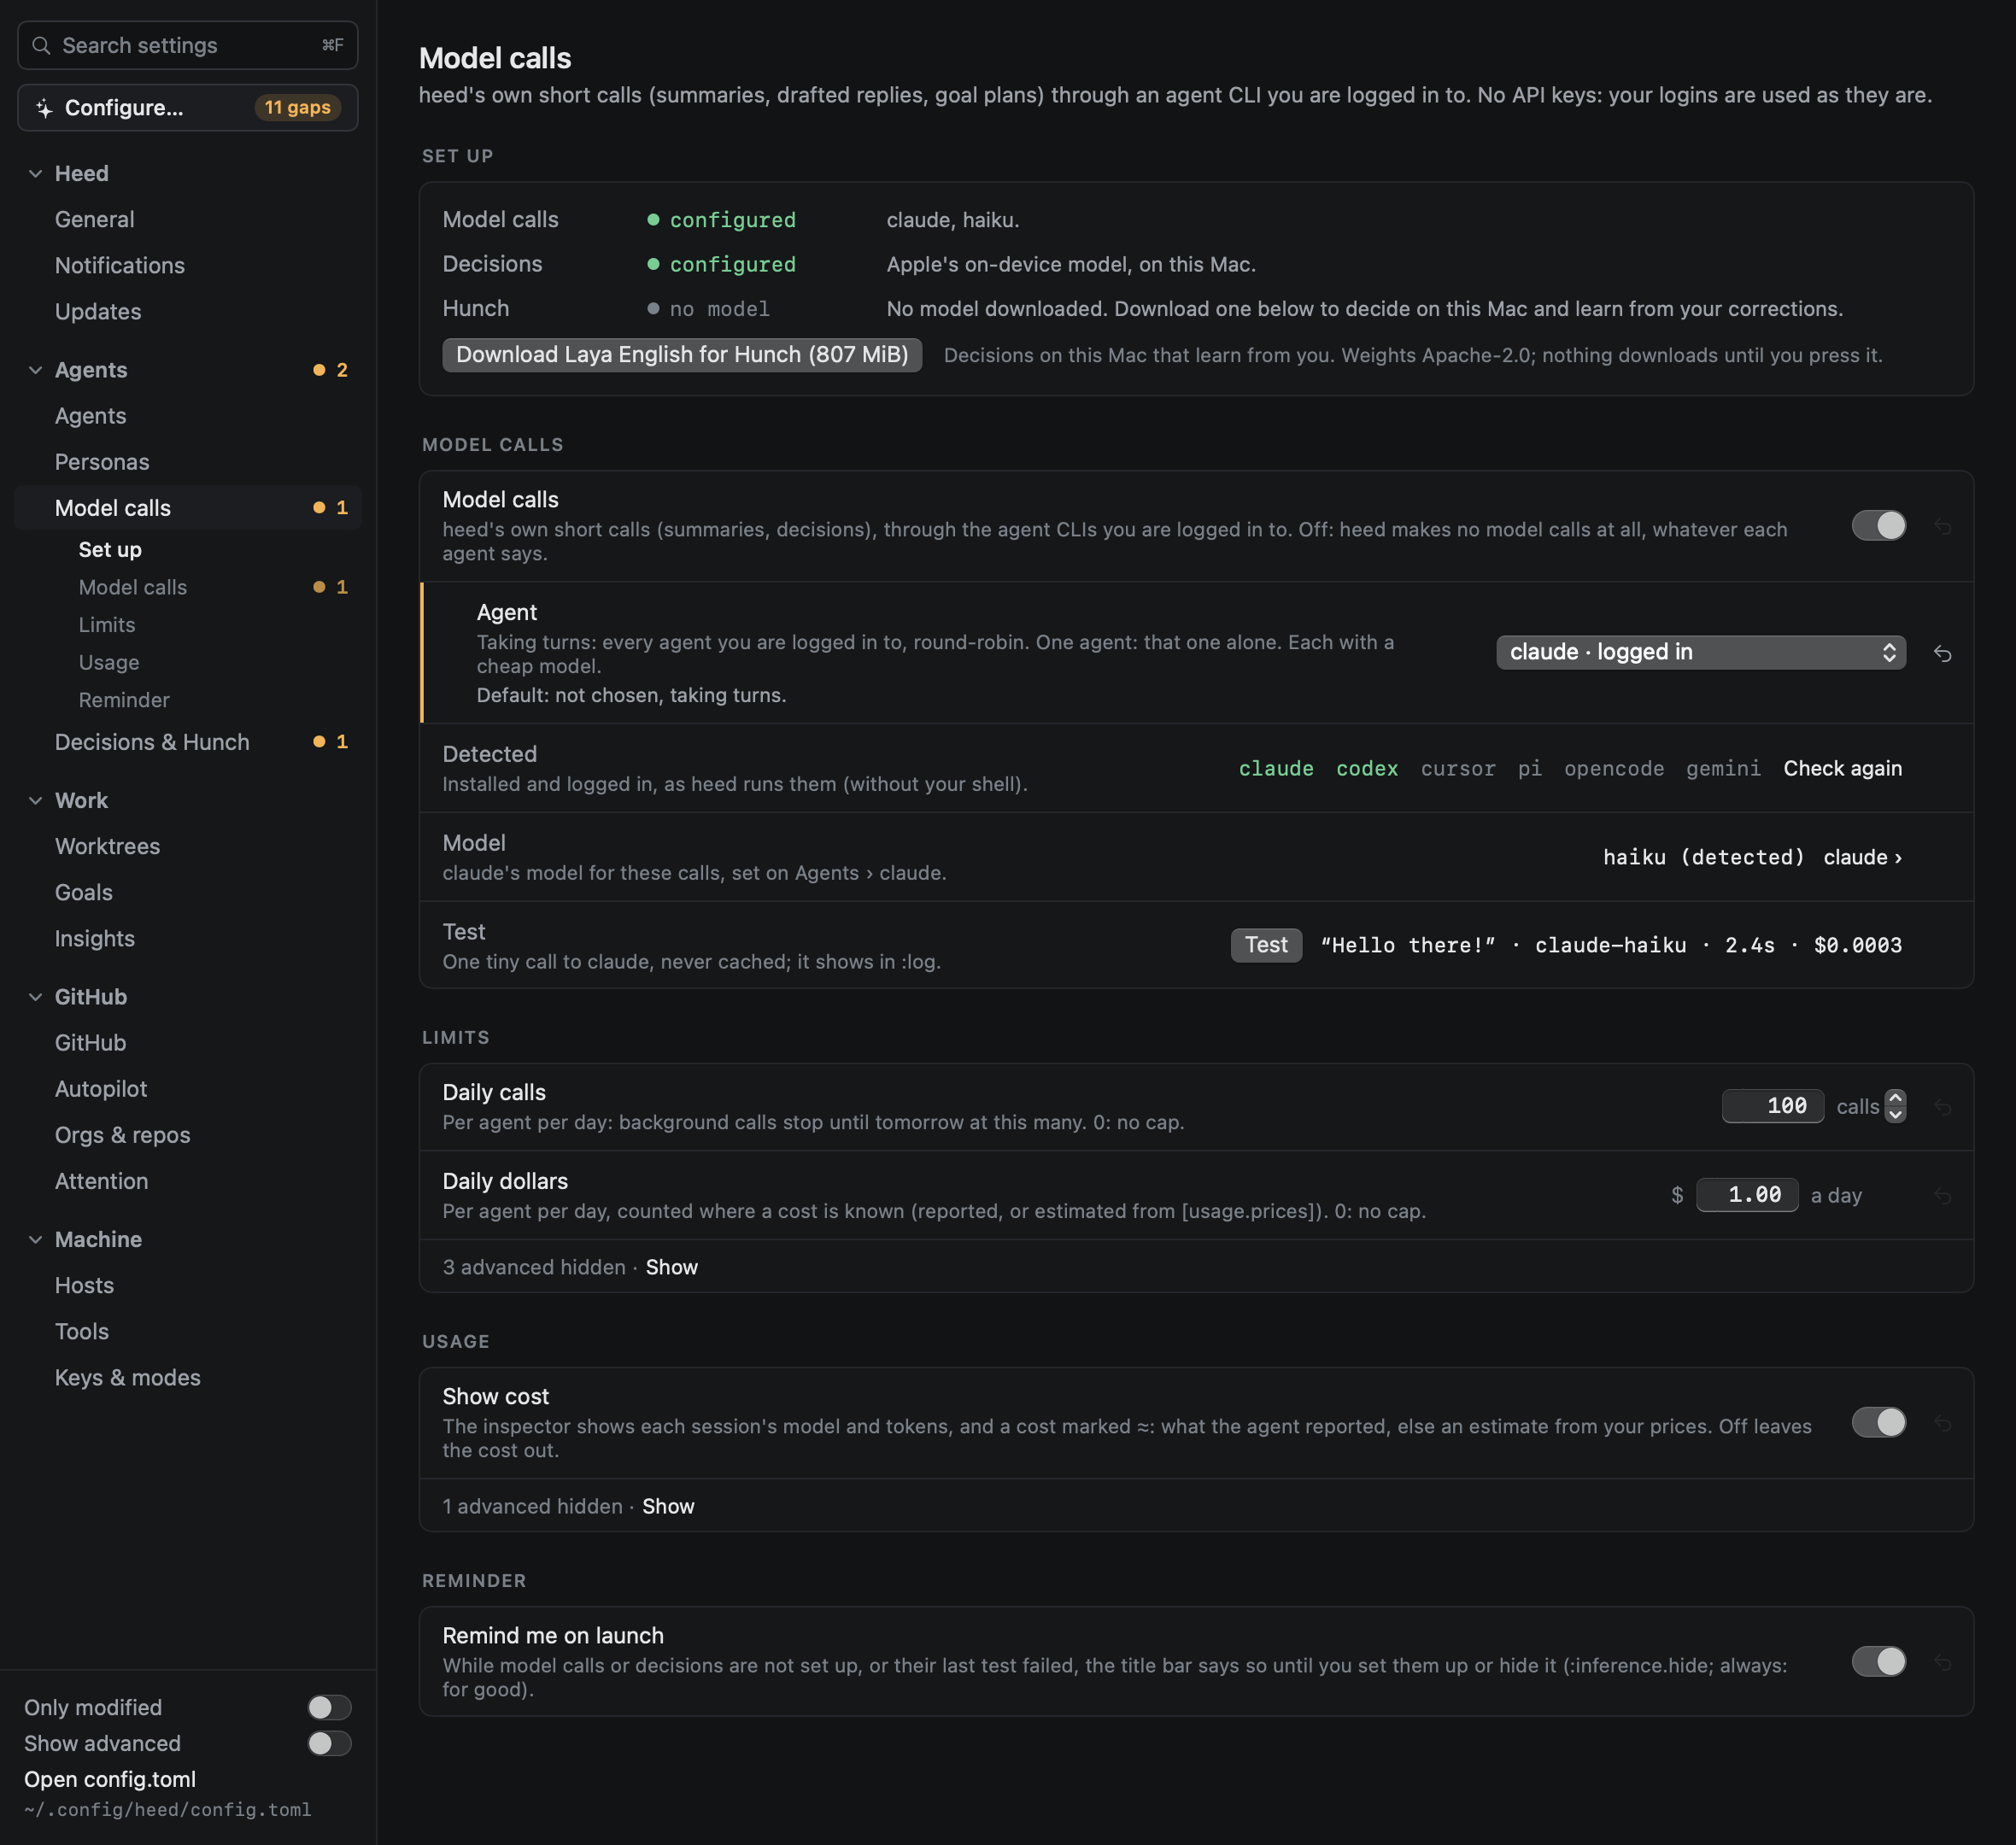 Search settings ⌘F
Configure... 11 gaps
Heed
General
Notifications
Updates
Agents 2
Agents
Personas
Model calls 1
Set up
Model calls 1
Limits
Usage
Reminder
Decisions & Hunch 1
Work
Worktrees
Goals
Insights
GitHub
GitHub
Autopilot
Orgs & repos
Attention
Machine
Hosts
Tools
Keys & modes
Only modified
Show advanced
Open config.toml
~/.config/heed/config.toml
Model calls
heed's own short calls (summaries, drafted replies, goal plans) through an agent CLI you are logged in to. No API keys: your logins are used as they are.
SET UP
Model calls configured claude, haiku.
Decisions configured Apple's on-device model, on this Mac.
Hunch no model No model downloaded. Download one below to decide on this Mac and learn from your corrections.
Download Laya English for Hunch (807 MiB) Decisions on this Mac that learn from you. Weights Apache-2.0; nothing downloads until you press it.
MODEL CALLS
Model calls
heed's own short calls (summaries, decisions), through the agent CLIs you are logged in to. Off: heed makes no model calls at all, whatever each
agent says.
Agent
Taking turns: every agent you are logged in to, round-robin. One agent: that one alone. Each with a
cheap model.
Default: not chosen, taking turns.
claude · logged in
Detected
Installed and logged in, as heed runs them (without your shell).
claude codex cursor pi opencode gemini Check again
Model
claude's model for these calls, set on Agents › claude.
haiku (detected) claude ›
Test
One tiny call to claude, never cached; it shows in :log.
Test “Hello there!” · claude-haiku · 2.4s · $0.0003
LIMITS
Daily calls
Per agent per day: background calls stop until tomorrow at this many. 0: no cap.
100 calls
Daily dollars
Per agent per day, counted where a cost is known (reported, or estimated from [usage.prices]). 0: no cap.
$ 1.00 a day
3 advanced hidden · Show
USAGE
Show cost
The inspector shows each session's model and tokens, and a cost marked ≈: what the agent reported, else an estimate from your prices. Off leaves
the cost out.
1 advanced hidden · Show
REMINDER
Remind me on launch
While model calls or decisions are not set up, or their last test failed, the title bar says so until you set them up or hide it (:inference.hide; always:
for good).